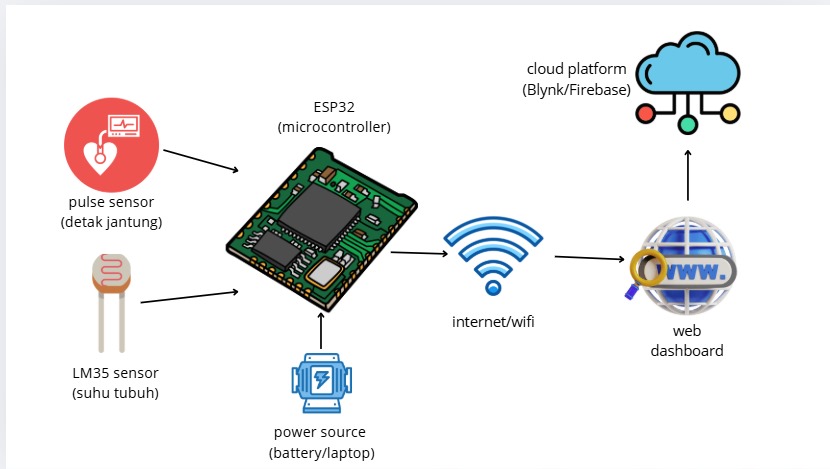 cloud platform
(Blynk/Firebase)
ESP32
(microcontroller)
pulse sensor
(detak jantung)
www.
internet/wifi
web
dashboard
LM35 sensor
(suhu tubuh)
power source
(battery/laptop)